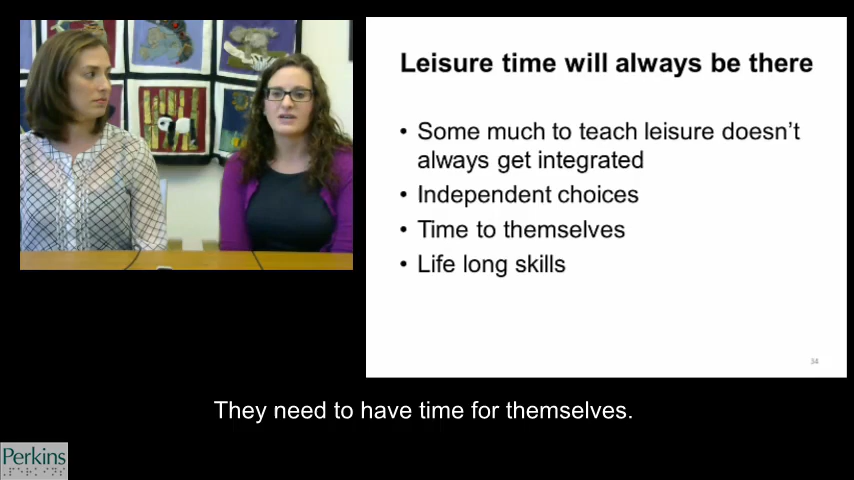 Leisure time will always be there
• Some much to teach leisure doesn't
always get integrated
• Independent choices
• Time to themselves
• Life long skills
34
They need to have time for themselves.
Perkins